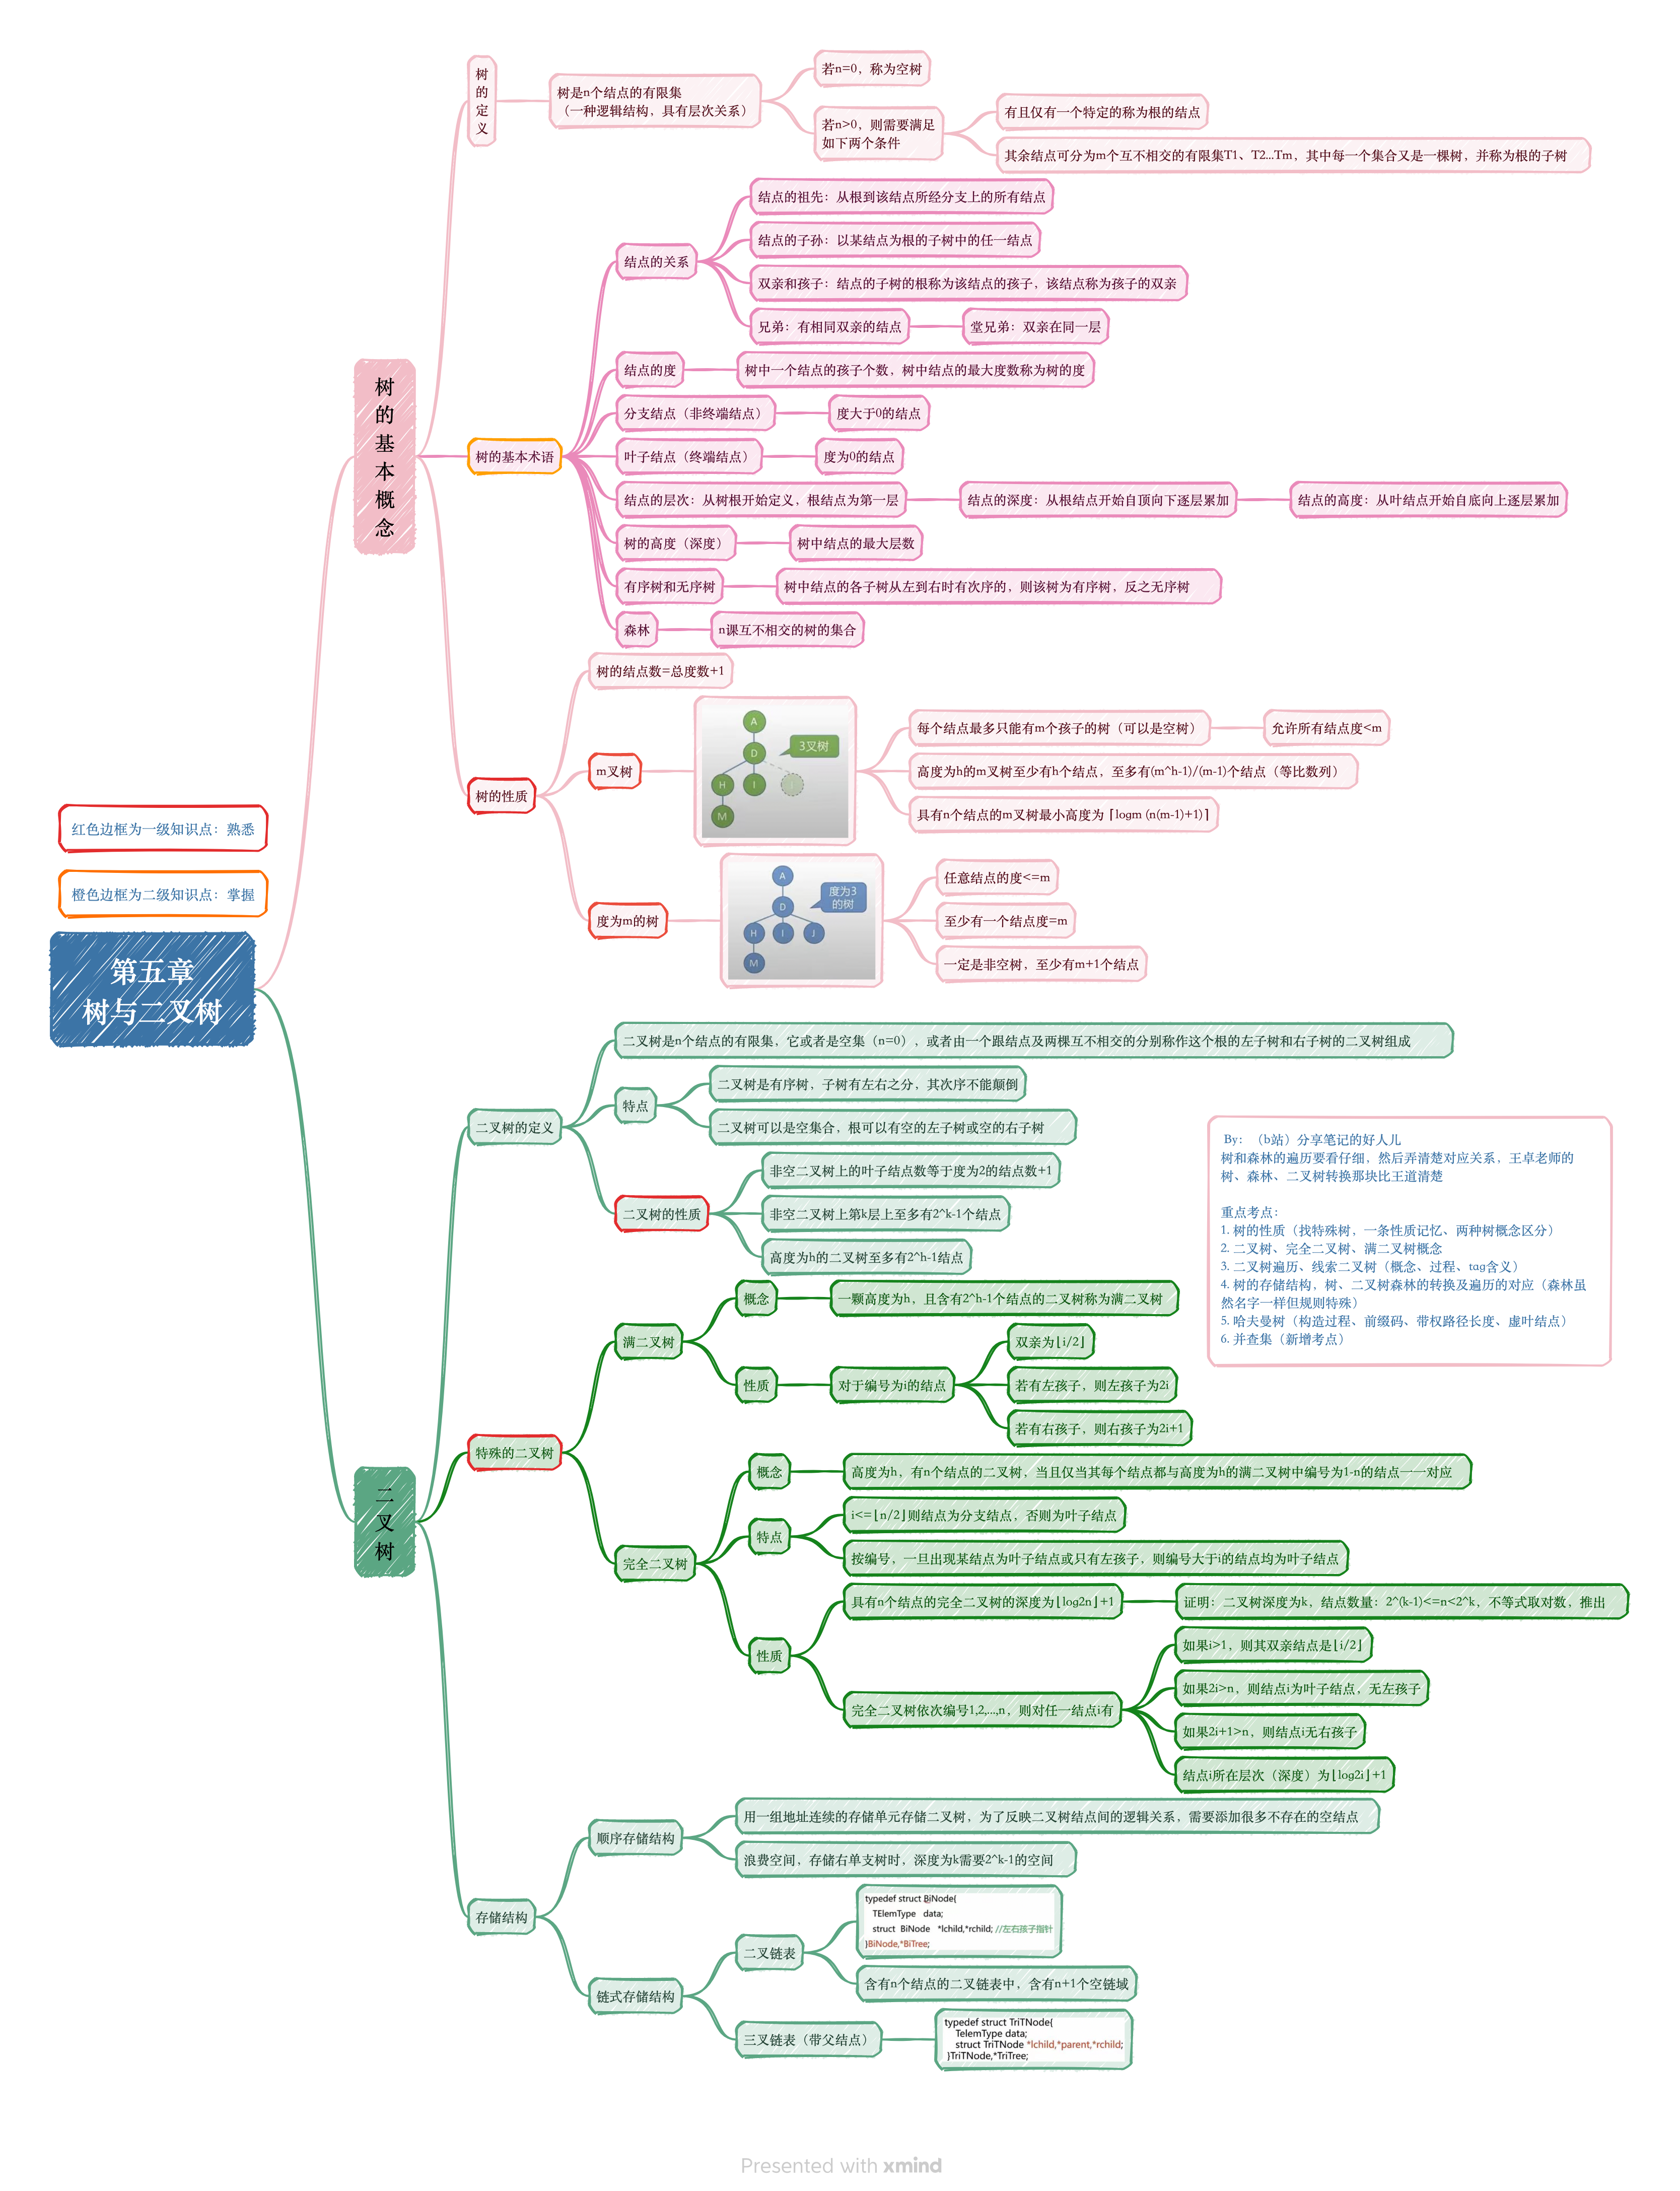 树
的
定
义
树是n个结点的有限集
（一种逻辑结构，具有层次关系）
若n=0，称为空树
若n>0，则需要满足
如下两个条件
有且仅有一个特定的称为根的结点
其余结点可分为m个互不相交的有限集T1、T2...Tm，其中每一个集合又是一棵树，并称为根的子树
树
的
基
本
概
念
树的基本术语
结点的关系
结点的祖先：从根到该结点所经分支上的所有结点
结点的子孙：以某结点为根的子树中的任一结点
双亲和孩子：结点的子树的根称为该结点的孩子，该结点称为孩子的双亲
兄弟：有相同双亲的结点
堂兄弟：双亲在同一层
结点的度
树中一个结点的孩子个数，树中结点的最大度数称为树的度
分支结点（非终端结点）
度大于0的结点
叶子结点（终端结点）
度为0的结点
结点的层次：从树根开始定义，根结点为第一层
结点的深度：从根结点开始自顶向下逐层累加
结点的高度：从叶结点开始自底向上逐层累加
树的高度（深度）
树中结点的最大层数
有序树和无序树
树中结点的各子树从左到右时有次序的，则该树为有序树，反之无序树
森林
n课互不相交的树的集合
树的性质
树的结点数=总度数+1
m叉树
A
D
3叉树
H
I
M
每个结点最多只能有m个孩子的树（可以是空树）
允许所有结点度<m
高度为h的m叉树至少有h个结点，至多有(m^h-1)/(m-1)个结点（等比数列）
具有n个结点的m叉树最小高度为 ⌈logm (n(m-1)+1)⌉
度为m的树
A
D
度为3
的树
H
I
J
M
任意结点的度<=m
至少有一个结点度=m
一定是非空树，至少有m+1个结点
红色边框为一级知识点：熟悉
橙色边框为二级知识点：掌握
第五章
树与二叉树
二
叉
树
二叉树的定义
二叉树是n个结点的有限集，它或者是空集（n=0），或者由一个跟结点及两棵互不相交的分别称作这个根的左子树和右子树的二叉树组成
特点
二叉树是有序树，子树有左右之分，其次序不能颠倒
二叉树可以是空集合，根可以有空的左子树或空的右子树
二叉树的性质
非空二叉树上的叶子结点数等于度为2的结点数+1
非空二叉树上第k层上至多有2^k-1个结点
高度为h的二叉树至多有2^h-1结点
By：（b站）分享笔记的好人儿
树和森林的遍历要看仔细，然后弄清楚对应关系，王卓老师的
树、森林、二叉树转换那块比王道清楚
重点考点：
1. 树的性质（找特殊树，一条性质记忆、两种树概念区分）
2. 二叉树、完全二叉树、满二叉树概念
3. 二叉树遍历、线索二叉树（概念、过程、tag含义）
4. 树的存储结构，树、二叉树森林的转换及遍历的对应（森林虽
然名字一样但规则特殊）
5. 哈夫曼树（构造过程、前缀码、带权路径长度、虚叶结点）
6. 并查集（新增考点）
特殊的二叉树
满二叉树
概念
一颗高度为h，且含有2^h-1个结点的二叉树称为满二叉树
性质
对于编号为i的结点
双亲为⌊i/2⌋
若有左孩子，则左孩子为2i
若有右孩子，则右孩子为2i+1
完全二叉树
概念
高度为h，有n个结点的二叉树，当且仅当其每个结点都与高度为h的满二叉树中编号为1-n的结点一一对应
特点
i<=⌊n/2⌋则结点为分支结点，否则为叶子结点
按编号，一旦出现某结点为叶子结点或只有左孩子，则编号大于i的结点均为叶子结点
性质
具有n个结点的完全二叉树的深度为⌊log2n⌋+1
证明：二叉树深度为k，结点数量：2^(k-1)<=n<2^k，不等式取对数，推出
完全二叉树依次编号1,2,...,n，则对任一结点i有
如果i>1，则其双亲结点是⌊i/2⌋
如果2i>n，则结点i为叶子结点，无左孩子
如果2i+1>n，则结点i无右孩子
结点i所在层次（深度）为⌊log2i⌋+1
存储结构
顺序存储结构
用一组地址连续的存储单元存储二叉树，为了反映二叉树结点间的逻辑关系，需要添加很多不存在的空结点
浪费空间，存储右单支树时，深度为k需要2^k-1的空间
链式存储结构
二叉链表
typedef struct BiNode{
TElemType data;
struct BiNode *lchild,*rchild; //左右孩子指针
}BiNode,*BiTree;
含有n个结点的二叉链表中，含有n+1个空链域
三叉链表（带父结点）
typedef struct TriTNode{
TelemType data;
struct TriTNode *lchild,*parent,*rchild;
}TriTNode,*TriTree;
Presented with xmind